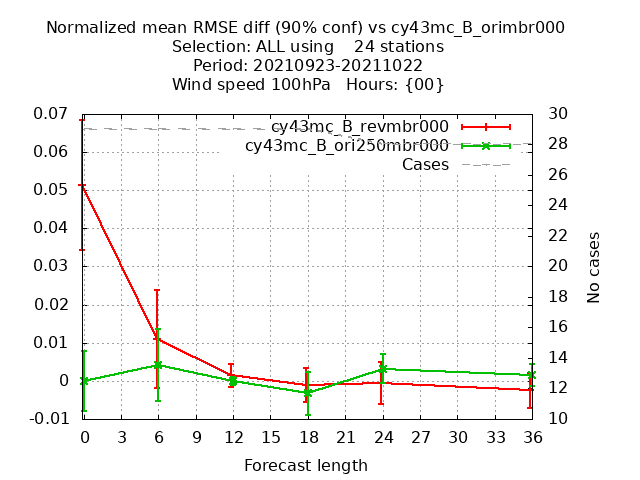 Normalized mean RMSE diff (90% conf) vs cy43mc_B_orimbr000
Selection: ALL using 24 stations
Period: 20210923-20211022
Wind speed 100hPa Hours: {00}
cy43mc_B_revmbr000
cy43mc_B_ori250mbr000
Cases
0.07
0.06
0.05
0.04
0.03
0.02
0.01
0
-0.01
30
28
26
24
22
20
18
16
14
12
10
No cases
0 3 6 9 12 15 18 21 24 27 30 33 36
Forecast length